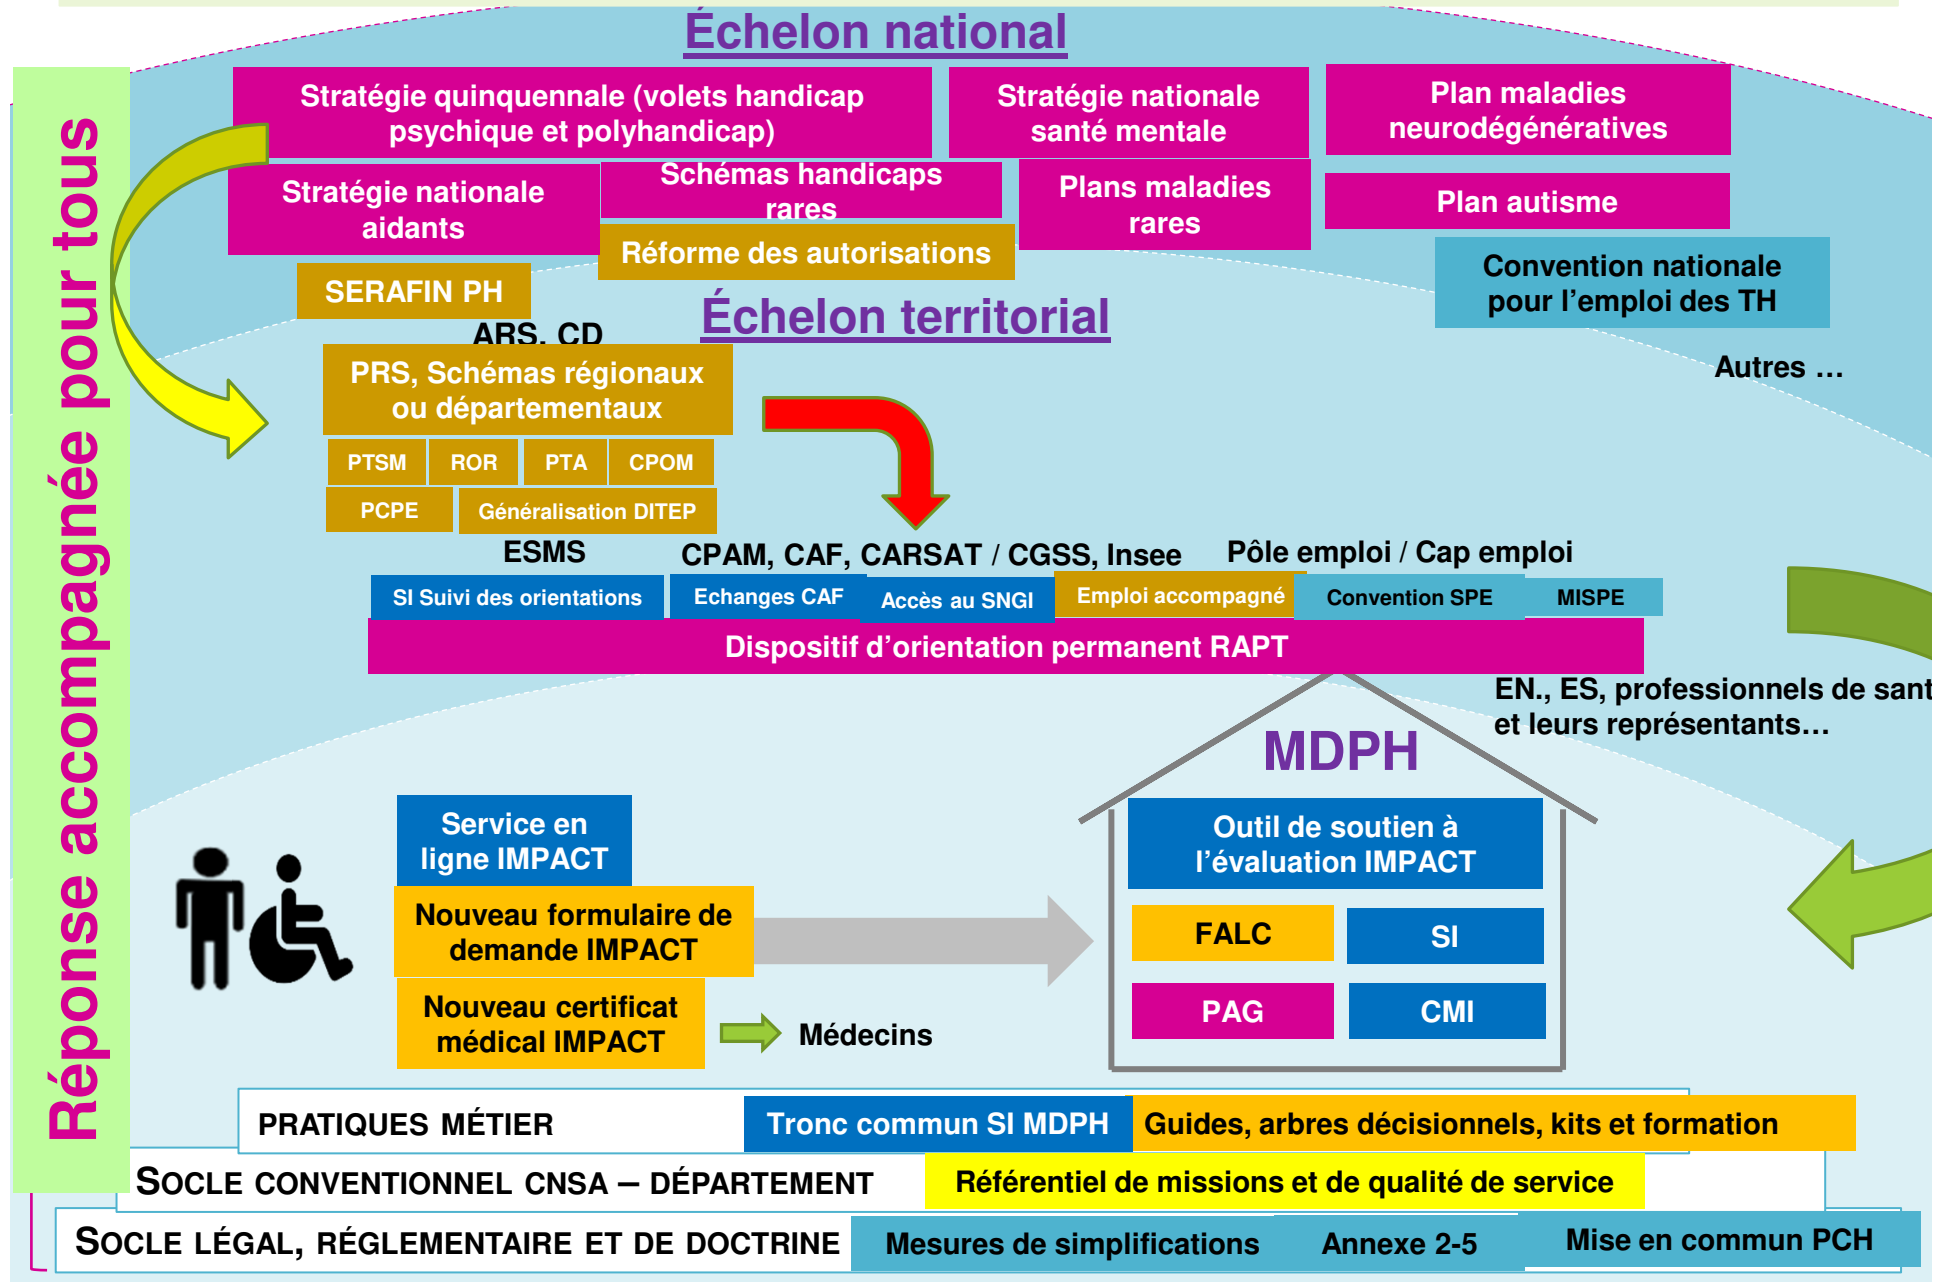 Échelon national
Réponse accompagnée pour tous
Stratégie quinquennale (volets handicap
psychique et polyhandicap)
Stratégie nationale
santé mentale
Plan maladies
neurodégénératives
Stratégie nationale
aidants
Schémas handicaps
rares
Plans maladies
rares
Plan autisme
Réforme des autorisations
Convention nationale
pour l'emploi des TH
SERAFIN PH
Échelon territorial
Autres …
ARS, CD
PRS, Schémas régionaux
ou départementaux
PTSM
ROR
PTA
CPOM
PCPE
Généralisation DITEP
ESMS
CPAM, CAF, CARSAT / CGSS, Insee
Pôle emploi / Cap emploi
SI Suivi des orientations
Echanges CAF
Accès au SNGI
Emploi accompagné
Convention SPE
MISPE
Dispositif d'orientation permanent RAPT
EN., ES, professionnels de sant
et leurs représentants…
MDPH
Service en
ligne IMPACT
Nouveau formulaire de
demande IMPACT
Nouveau certificat
médical IMPACT
Médecins
Outil de soutien à
l'évaluation IMPACT
FALC
SI
PAG
CMI
PRATIQUES MÉTIER
Tronc commun SI MDPH
Guides, arbres décisionnels, kits et formation
SOCLE CONVENTIONNEL CNSA – DÉPARTEMENT
Référentiel de missions et de qualité de service
SOCLE LÉGAL, RÉGLEMENTAIRE ET DE DOCTRINE
Mesures de simplifications
Annexe 2-5
Mise en commun PCH